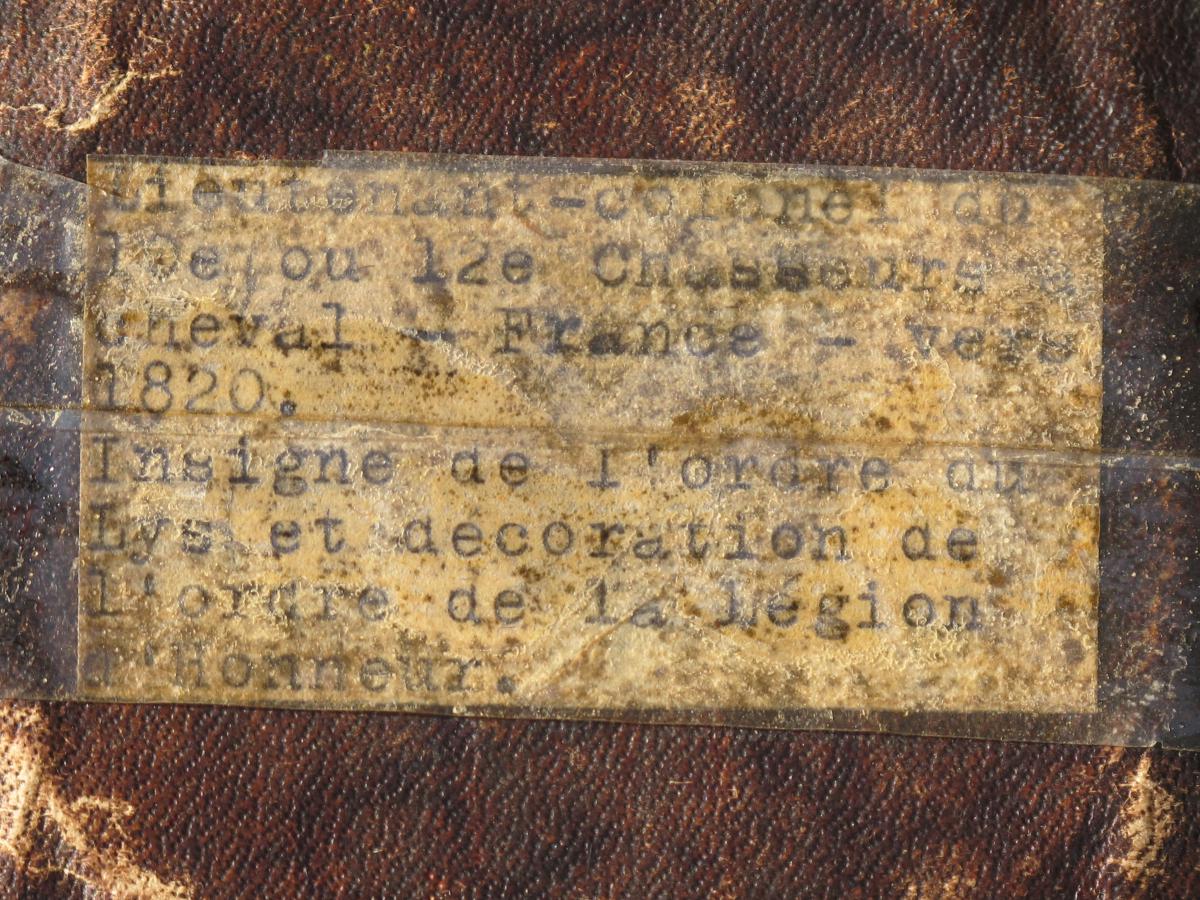 Lieutenant-colonel du
10e ou 12e Chasseurs à
Cheval - France - vers
1820.
Insigne de l'ordre du
Lys et decoration de
l'ordre de la Légion
d'Honneur.